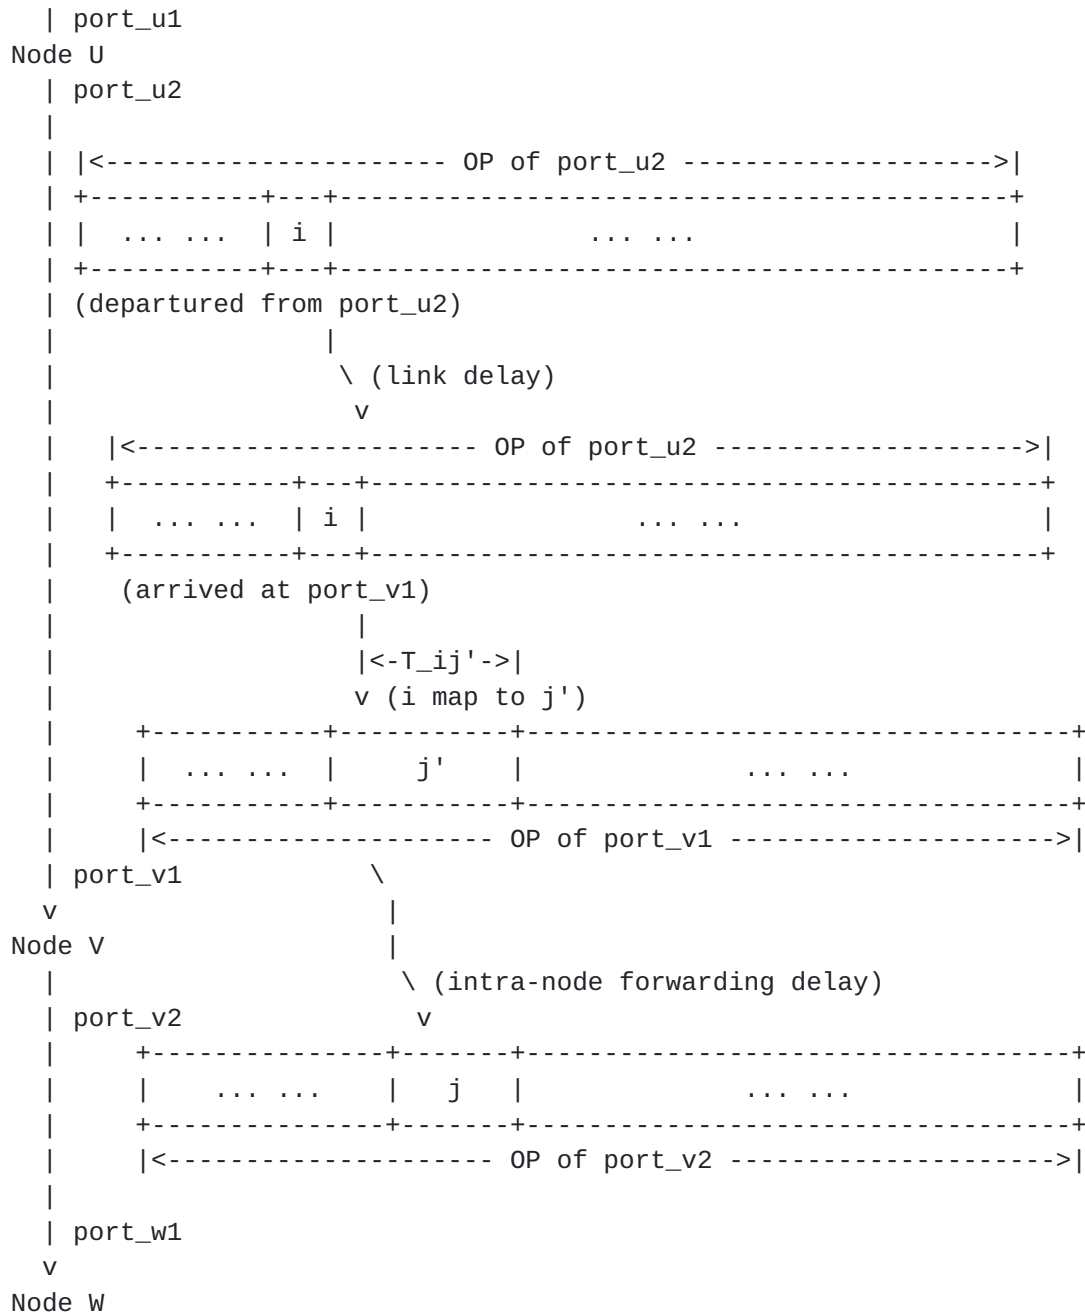 | port_u1
Node U
  | port_u2
  |
  | |<---------------------- OP of port_u2 -------------------->|
  | +-----------+---+-------------------------------------------+
  | |  ... ...  | i |                ... ...                    |
  | +-----------+---+-------------------------------------------+
  | (departured from port_u2)
  |                 |
  |                  \ (link delay)
  |                   v
  |   |<---------------------- OP of port_u2 -------------------->|
  |   +-----------+---+-------------------------------------------+
  |   |  ... ...  | i |                 ... ...                   |
  |   +-----------+---+-------------------------------------------+
  |    (arrived at port_v1)
  |                   |
  |                   |<-T_ij'->|
  |                   v (i map to j')
  |     +-----------+-----------+-----------------------------------+
  |     |  ... ...  |     j'    |              ... ...              |
  |     +-----------+-----------+-----------------------------------+
  |     |<--------------------- OP of port_v1 --------------------->|
  | port_v1            \
  v                     |
Node V                  |
  |                      \ (intra-node forwarding delay)
  | port_v2               v
  |     +---------------+-------+-----------------------------------+
  |     |    ... ...    |   j   |              ... ...              |
  |     +---------------+-------+-----------------------------------+
  |     |<--------------------- OP of port_v2 --------------------->|
  |
  | port_w1
  v
Node W